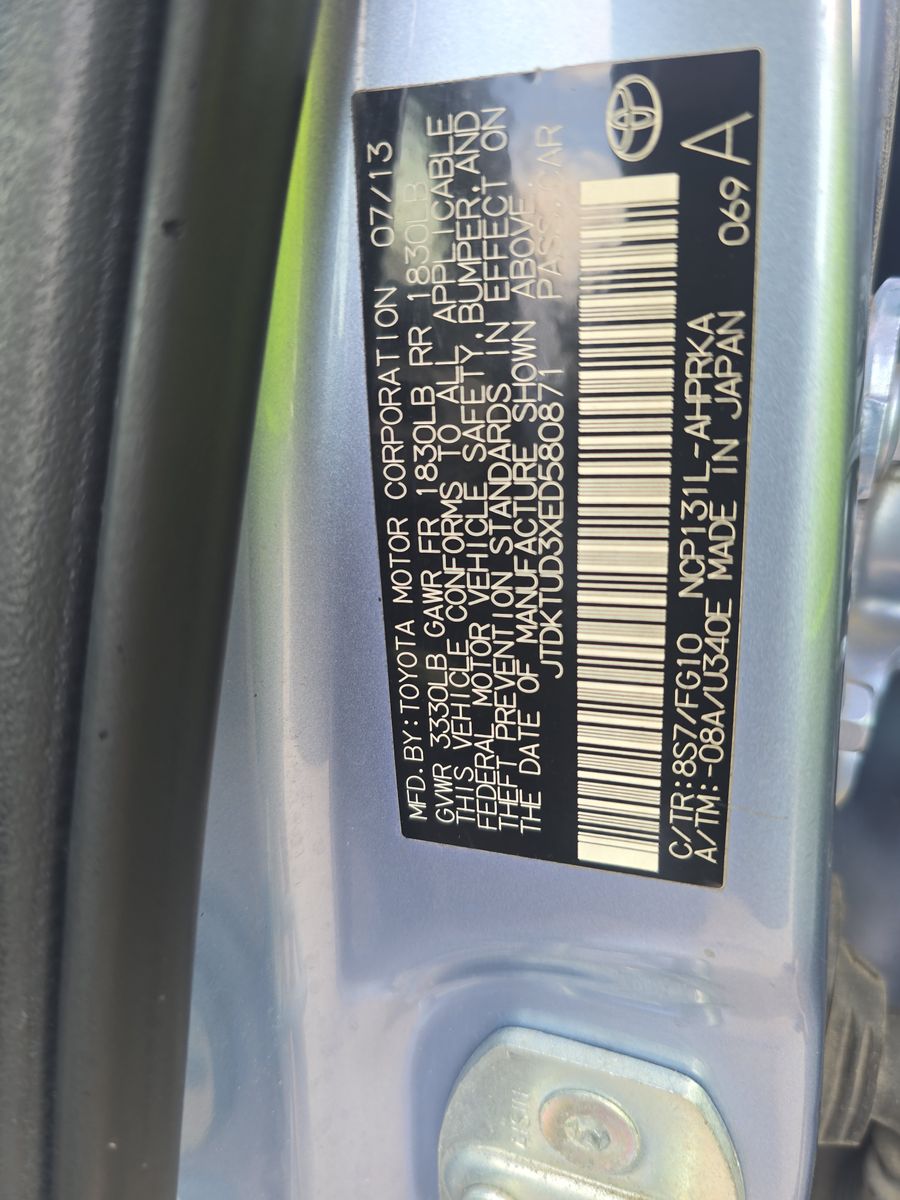 MFD. BY: TOYOTA MOTOR CORPORATION 07/13
GVWR 3330LB GAWR FR 1830LB RR 1830LB
THIS VEHICLE CONFORMS TO ALL APPLICABLE
FEDERAL MOTOR VEHICLE SAFETY, BUMPER, AND
THEFT PREVENTION STANDARDS IN EFFECT ON
THE DATE OF MANUFACTURE SHOWN ABOVE.
JTDKTUD3XED580871 PASS. CAR
C/TR:8S7/FG10 NCP131L-AHPRKA 069 A
A/TM:-08A/U340E MADE IN JAPAN